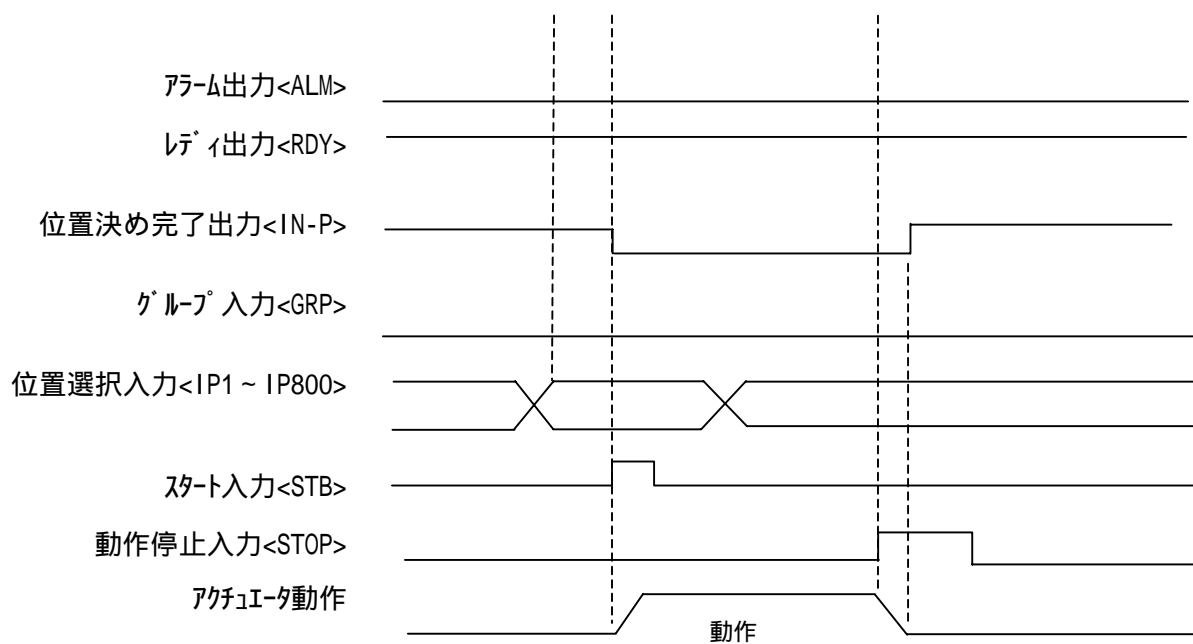 アラーム出力<ALM>
レディ出力<RDY>
位置決め完了出力<IN-P>
グループ入力<GRP>
位置選択入力<IP1~IP800>
スタート入力<STB>
動作停止入力<STOP>
アクチュエータ動作
動作